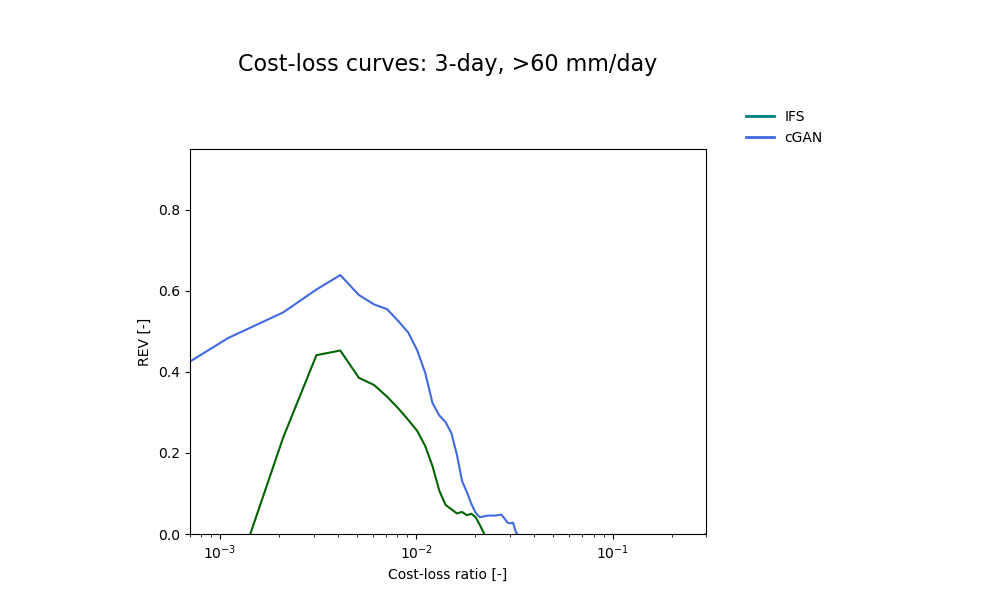 Cost-loss curves: 3-day, >60 mm/day
IFS
cGAN
0.8
0.6
0.4
0.2
0.0
REV [-]
10⁻³
10⁻²
10⁻¹
Cost-loss ratio [-]